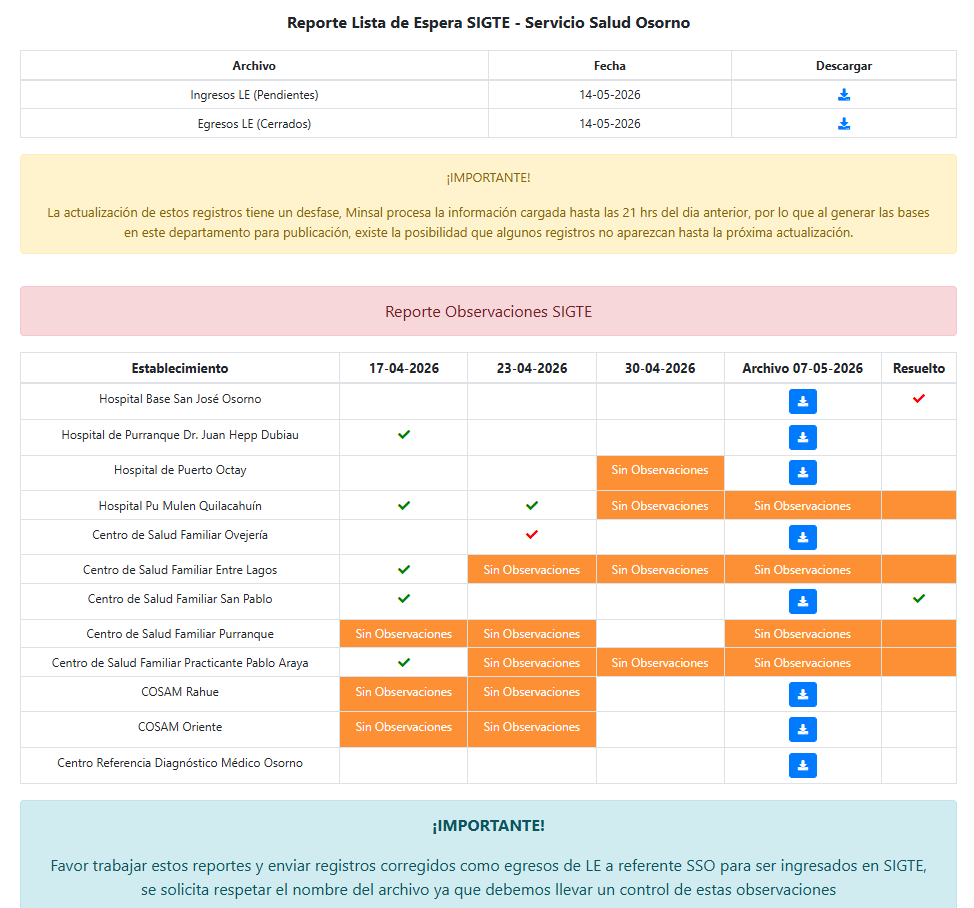 Reporte Lista de Espera SIGTE - Servicio Salud Osorno
Archivo Fecha Descargar
Ingresos LE (Pendientes) 14-05-2026
Egresos LE (Cerrados) 14-05-2026
¡IMPORTANTE!
La actualización de estos registros tiene un desfase, Minsal procesa la información cargada hasta las 21 hrs del dia anterior, por lo que al generar las bases
en este departamento para publicación, existe la posibilidad que algunos registros no aparezcan hasta la próxima actualización.
Reporte Observaciones SIGTE
Establecimiento 17-04-2026 23-04-2026 30-04-2026 Archivo 07-05-2026 Resuelto
Hospital Base San José Osorno
Hospital de Purranque Dr. Juan Hepp Dubiau
Hospital de Puerto Octay Sin Observaciones
Hospital Pu Mulen Quilacahuín Sin Observaciones Sin Observaciones
Centro de Salud Familiar Ovejería
Centro de Salud Familiar Entre Lagos Sin Observaciones Sin Observaciones Sin Observaciones
Centro de Salud Familiar San Pablo
Centro de Salud Familiar Purranque Sin Observaciones Sin Observaciones Sin Observaciones
Centro de Salud Familiar Practicante Pablo Araya Sin Observaciones Sin Observaciones Sin Observaciones
COSAM Rahue Sin Observaciones Sin Observaciones
COSAM Oriente Sin Observaciones Sin Observaciones
Centro Referencia Diagnóstico Médico Osorno
¡IMPORTANTE!
Favor trabajar estos reportes y enviar registros corregidos como egresos de LE a referente SSO para ser ingresados en SIGTE,
se solicita respetar el nombre del archivo ya que debemos llevar un control de estas observaciones